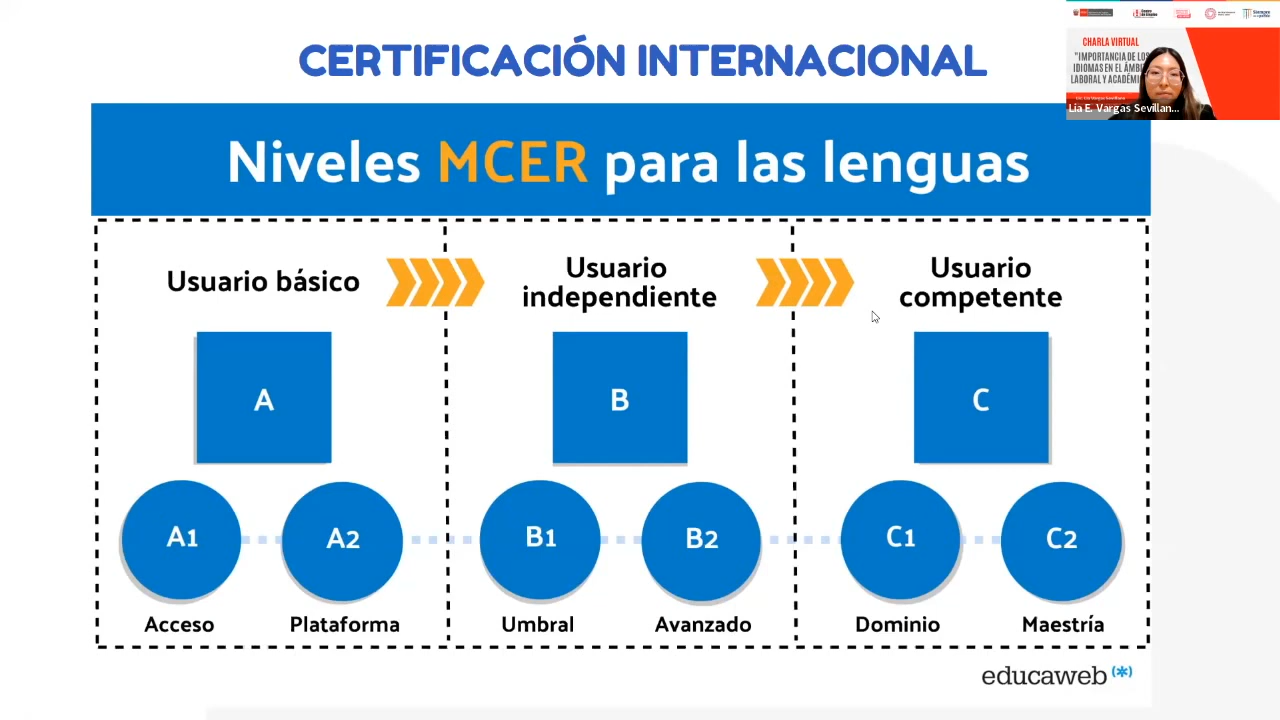 CERTIFICACIÓN INTERNACIONAL
CHARLA VIRTUAL
"IMPORTANCIA DE LOS
IDIOMAS EN EL
LABORAL Y
Lia E. Vargas Sevillan...
Niveles MCER para las lenguas
Usuario básico
Usuario
independiente
Usuario
competente
A
B
C
A1
A2
B1
B2
C1
C2
Acceso
Plataforma
Umbral
Avanzado
Dominio
Maestría
educaweb(*)